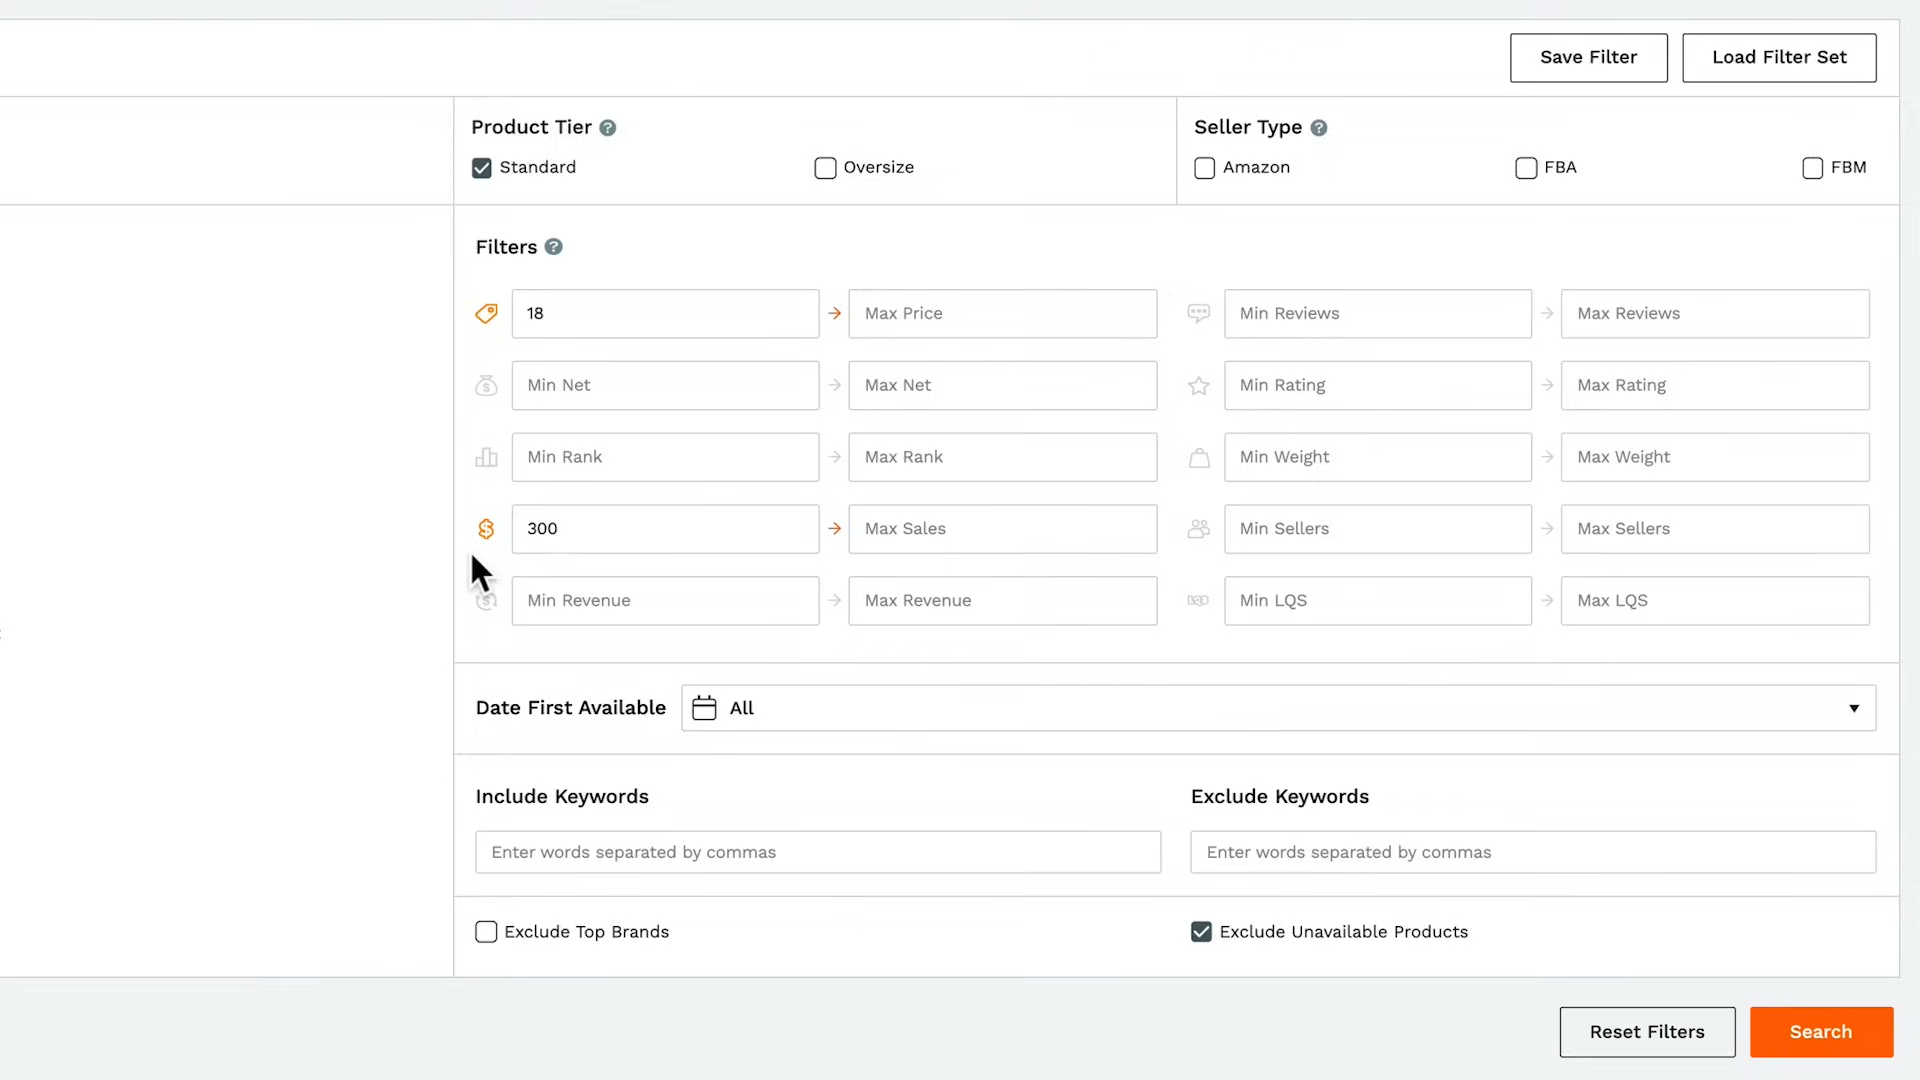 Save Filter
Load Filter Set
Product Tier ?
Standard
Oversize
Seller Type ?
Amazon
FBA
FBM
Filters ?
18
Max Price
Min Reviews
Max Reviews
Min Net
Max Net
Min Rating
Max Rating
Min Rank
Max Rank
Min Weight
Max Weight
300
Max Sales
Min Sellers
Max Sellers
Min Revenue
Max Revenue
Min LQS
Max LQS
Date First Available
All
Include Keywords
Exclude Keywords
Enter words separated by commas
Enter words separated by commas
Exclude Top Brands
Exclude Unavailable Products
Reset Filters
Search